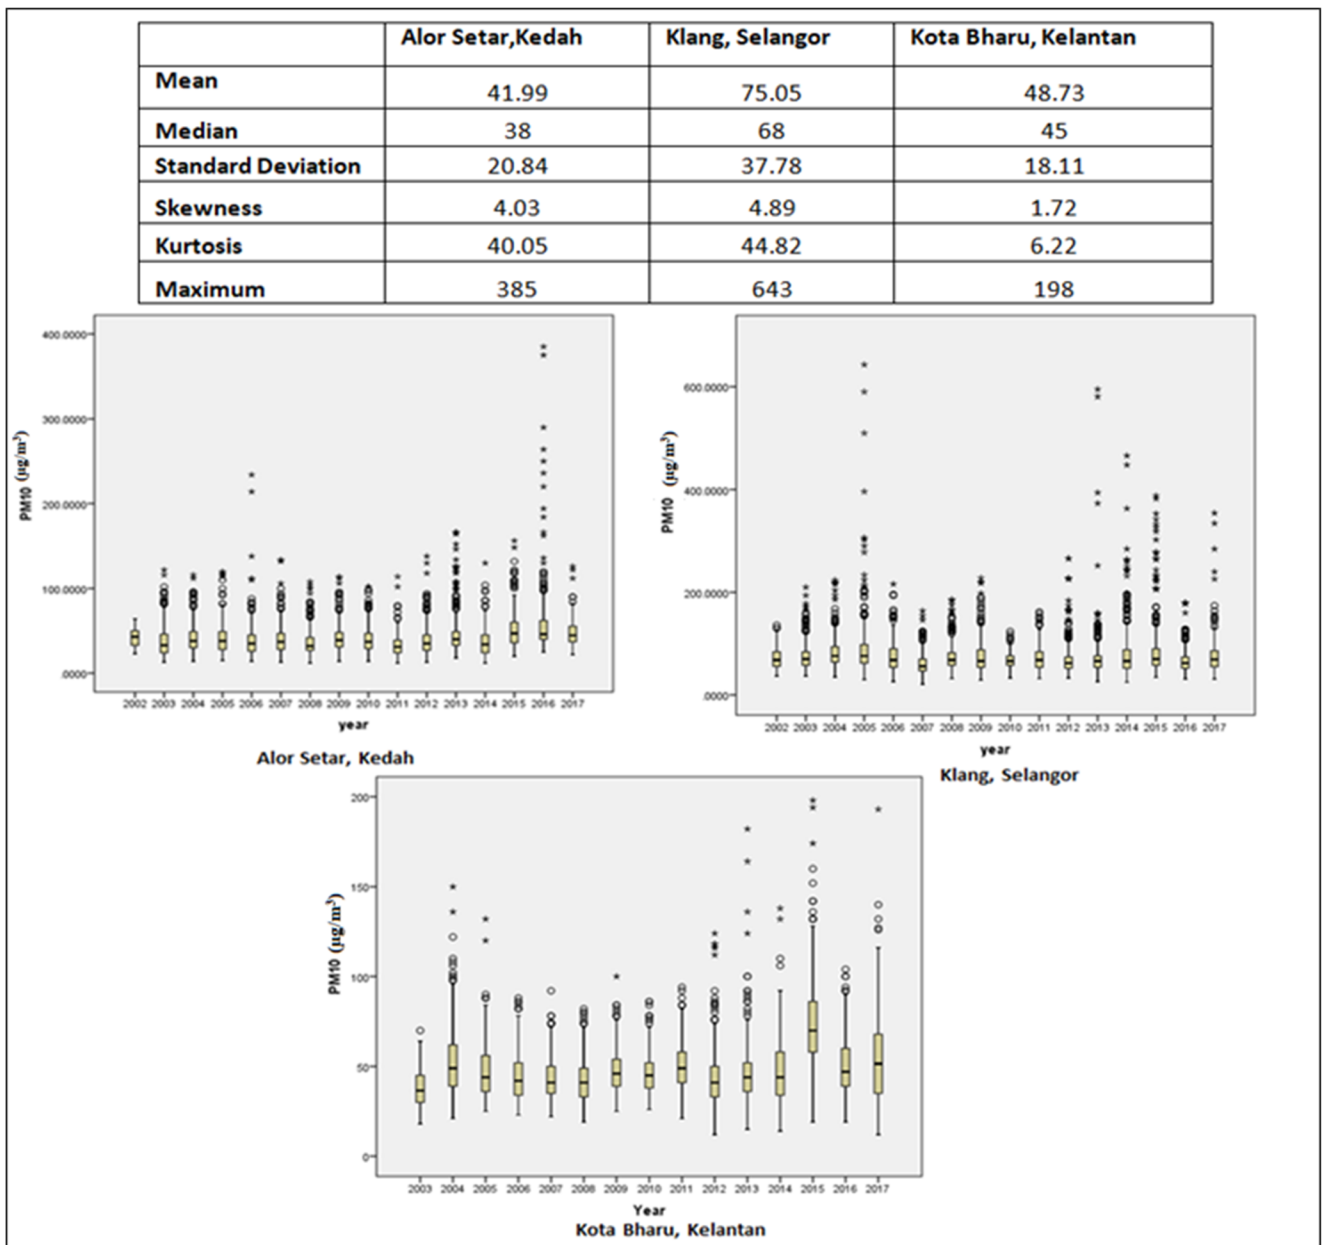 Alor Setar,Kedah Klang, Selangor Kota Bharu, Kelantan
Mean 41.99 75.05 48.73
Median 38 68 45
Standard Deviation 20.84 37.78 18.11
Skewness 4.03 4.89 1.72
Kurtosis 40.05 44.82 6.22
Maximum 385 643 198
PM10 (µg/m³)
400.0000
300.0000
200.0000
100.0000
.0000
2002 2003 2004 2005 2006 2007 2008 2009 2010 2011 2012 2013 2014 2015 2016 2017
year
Alor Setar, Kedah
PM10 (µg/m³)
600.0000
400.0000
200.0000
.0000
2002 2003 2004 2005 2006 2007 2008 2009 2010 2011 2012 2013 2014 2015 2016 2017
year
Klang, Selangor
PM10 (µg/m³)
200
150
100
50
0
2003 2004 2005 2006 2007 2008 2009 2010 2011 2012 2013 2014 2015 2016 2017
Year
Kota Bharu, Kelantan